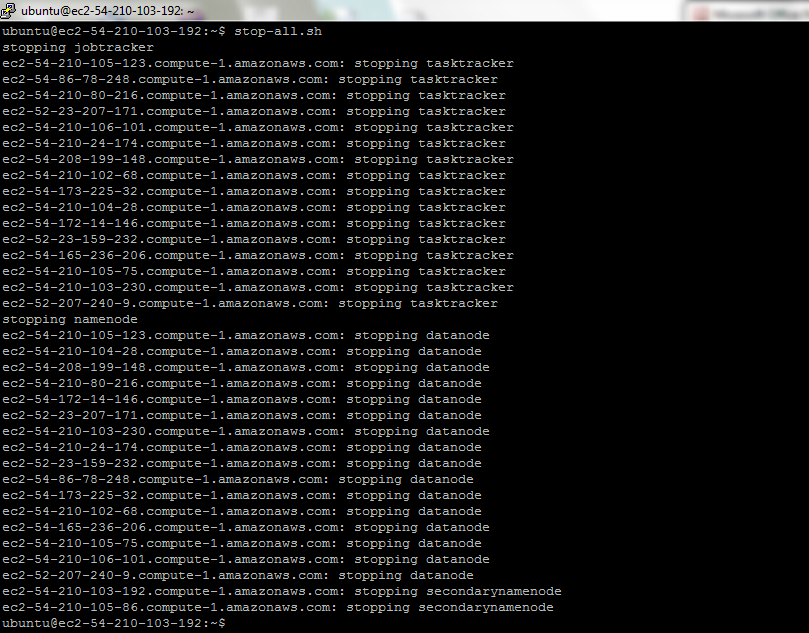 ubuntu@ec2-54-210-103-192: ~
ubuntu@ec2-54-210-103-192:~$ stop-all.sh
stopping jobtracker
ec2-54-210-105-123.compute-1.amazonaws.com: stopping tasktracker
ec2-54-86-78-248.compute-1.amazonaws.com: stopping tasktracker
ec2-54-210-80-216.compute-1.amazonaws.com: stopping tasktracker
ec2-52-23-207-171.compute-1.amazonaws.com: stopping tasktracker
ec2-54-210-106-101.compute-1.amazonaws.com: stopping tasktracker
ec2-54-210-24-174.compute-1.amazonaws.com: stopping tasktracker
ec2-54-208-199-148.compute-1.amazonaws.com: stopping tasktracker
ec2-54-210-102-68.compute-1.amazonaws.com: stopping tasktracker
ec2-54-173-225-32.compute-1.amazonaws.com: stopping tasktracker
ec2-54-210-104-28.compute-1.amazonaws.com: stopping tasktracker
ec2-54-172-14-146.compute-1.amazonaws.com: stopping tasktracker
ec2-52-23-159-232.compute-1.amazonaws.com: stopping tasktracker
ec2-54-165-236-206.compute-1.amazonaws.com: stopping tasktracker
ec2-54-210-105-75.compute-1.amazonaws.com: stopping tasktracker
ec2-54-210-103-230.compute-1.amazonaws.com: stopping tasktracker
ec2-52-207-240-9.compute-1.amazonaws.com: stopping tasktracker
stopping namenode
ec2-54-210-105-123.compute-1.amazonaws.com: stopping datanode
ec2-54-210-104-28.compute-1.amazonaws.com: stopping datanode
ec2-54-208-199-148.compute-1.amazonaws.com: stopping datanode
ec2-54-210-80-216.compute-1.amazonaws.com: stopping datanode
ec2-54-172-14-146.compute-1.amazonaws.com: stopping datanode
ec2-52-23-207-171.compute-1.amazonaws.com: stopping datanode
ec2-54-210-103-230.compute-1.amazonaws.com: stopping datanode
ec2-54-210-24-174.compute-1.amazonaws.com: stopping datanode
ec2-52-23-159-232.compute-1.amazonaws.com: stopping datanode
ec2-54-86-78-248.compute-1.amazonaws.com: stopping datanode
ec2-54-173-225-32.compute-1.amazonaws.com: stopping datanode
ec2-54-210-102-68.compute-1.amazonaws.com: stopping datanode
ec2-54-165-236-206.compute-1.amazonaws.com: stopping datanode
ec2-54-210-105-75.compute-1.amazonaws.com: stopping datanode
ec2-54-210-106-101.compute-1.amazonaws.com: stopping datanode
ec2-52-207-240-9.compute-1.amazonaws.com: stopping datanode
ec2-54-210-103-192.compute-1.amazonaws.com: stopping secondarynamenode
ec2-54-210-105-86.compute-1.amazonaws.com: stopping secondarynamenode
ubuntu@ec2-54-210-103-192:~$